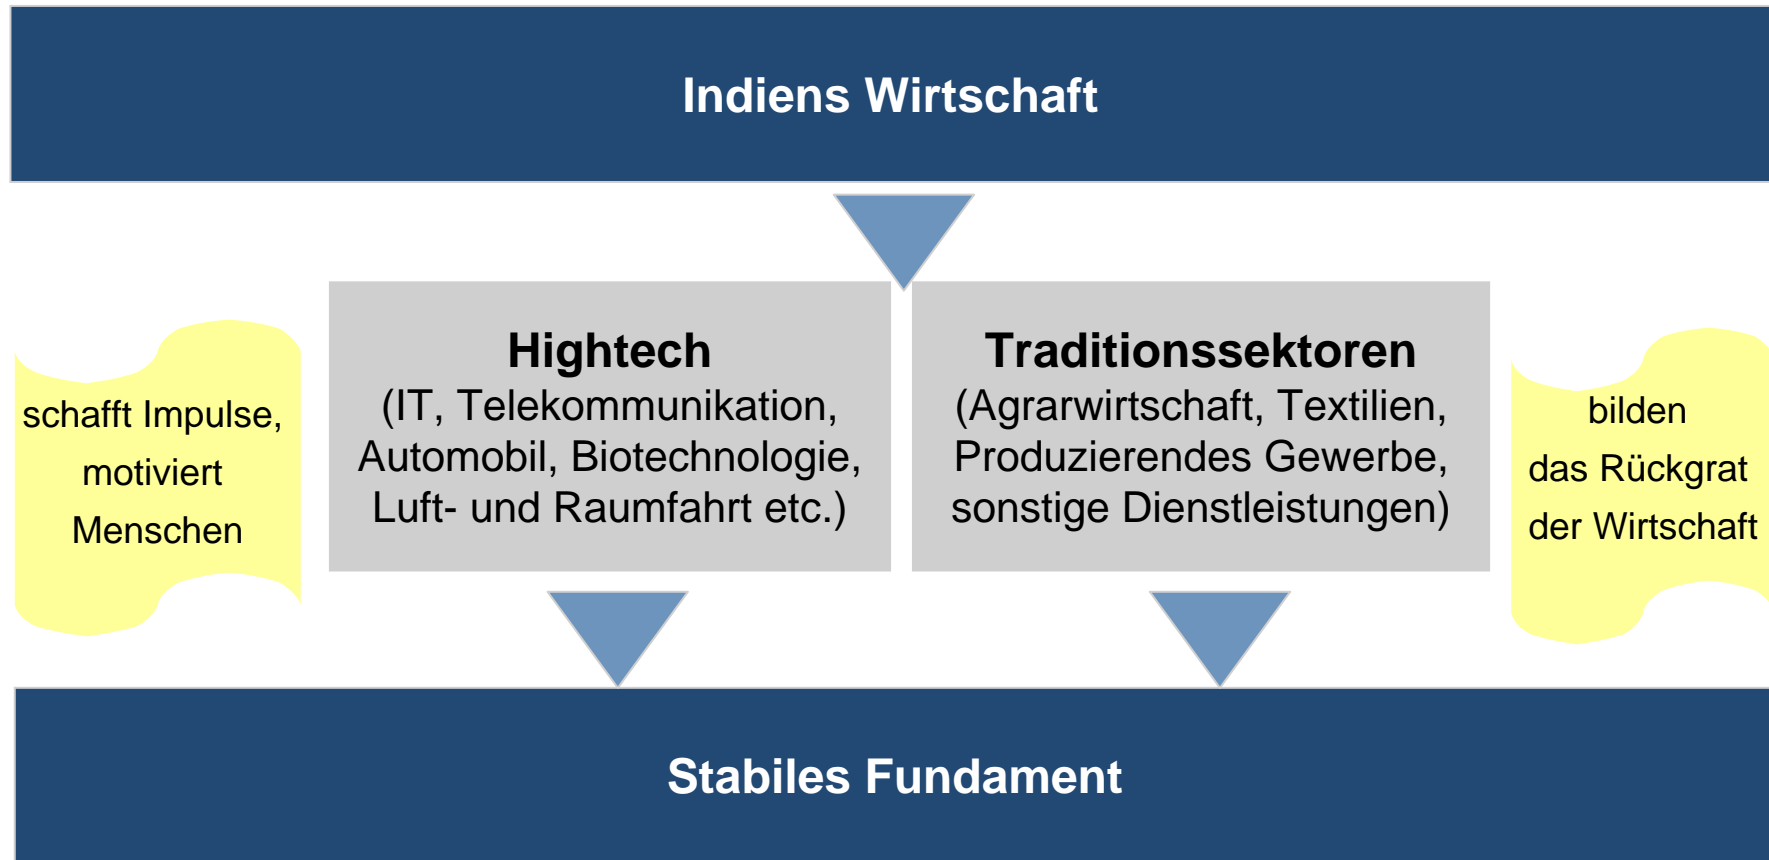 Indiens Wirtschaft
schafft Impulse,
motiviert
Menschen
Hightech
(IT, Telekommunikation,
Automobil, Biotechnologie,
Luft- und Raumfahrt etc.)
Traditionssektoren
(Agrarwirtschaft, Textilien,
Produzierendes Gewerbe,
sonstige Dienstleistungen)
bilden
das Rückgrat
der Wirtschaft
Stabiles Fundament